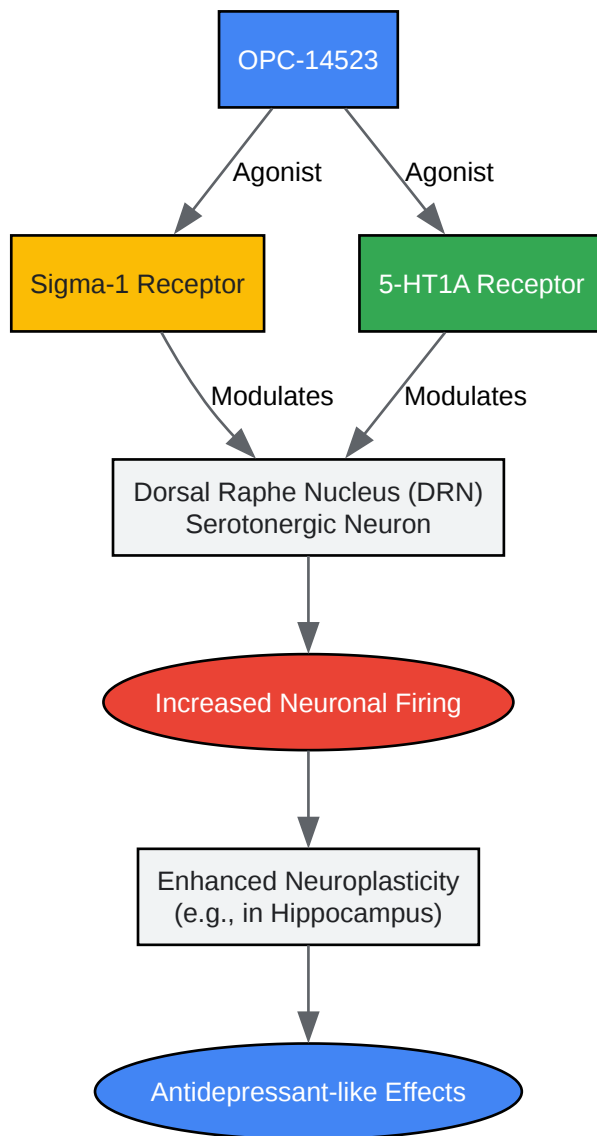 OPC-14523
Agonist
Agonist
Sigma-1 Receptor
5-HT1A Receptor
Modulates
Modulates
Dorsal Raphe Nucleus (DRN)
Serotonergic Neuron
Increased Neuronal Firing
Enhanced Neuroplasticity
(e.g., in Hippocampus)
Antidepressant-like Effects